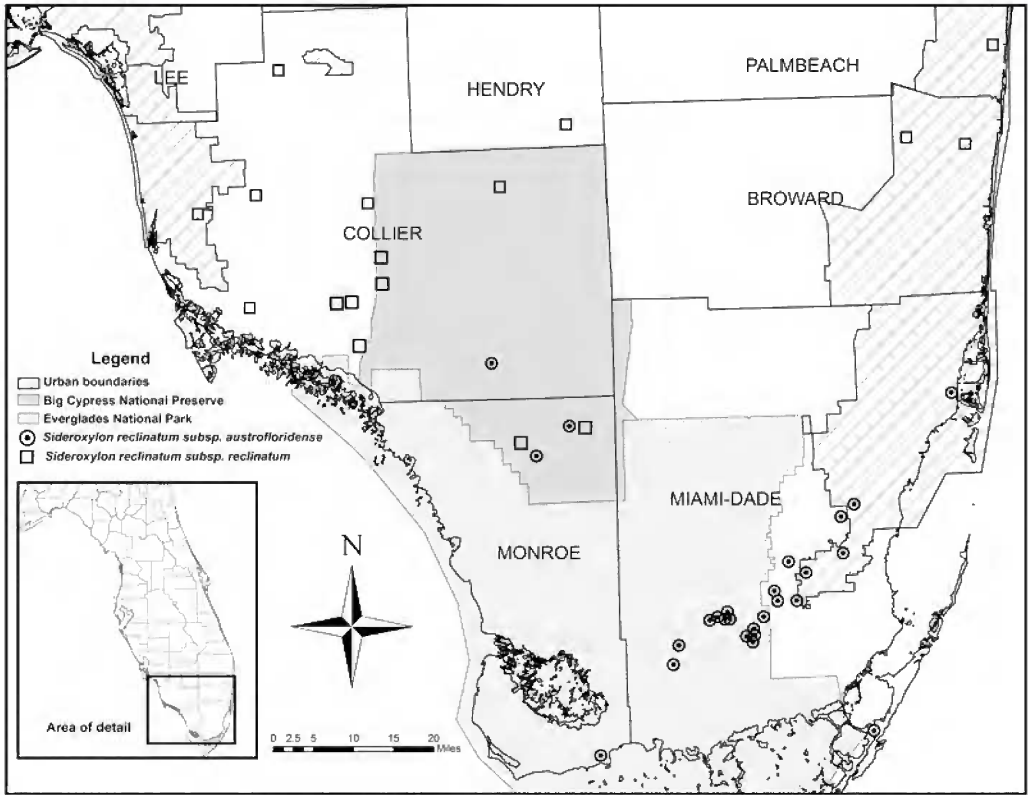 LEE
HENDRY
PALMBEACH
BROWARD
COLLIER
Legend
Urban boundaries
Big Cypress National Preserve
Everglades National Park
Sideroxylon reclinatum subsp. austrofloridense
Sideroxylon reclinatum subsp. reclinatum
MIAMI-DADE
MONROE
N
Area of detail
0 2.5 5 10 20
Miles